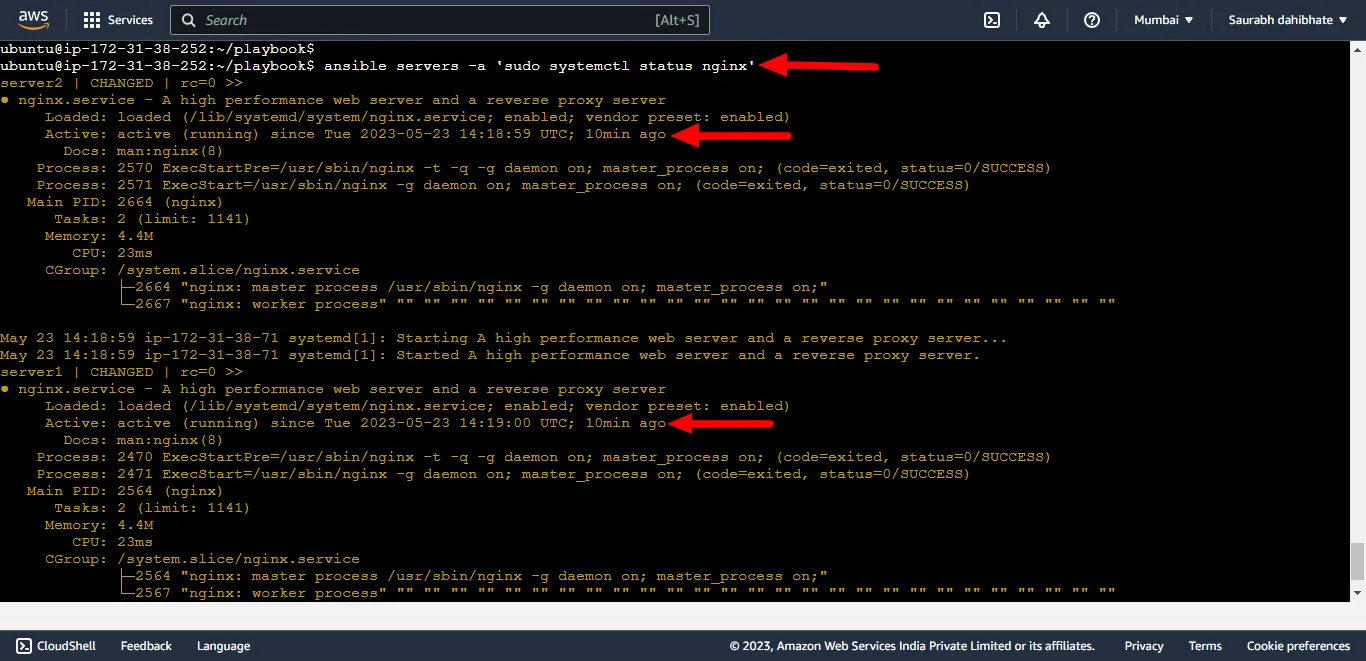 aws Services Search [Alt+S] Mumbai ▼ Saurabh dahibhate ▼
ubuntu@ip-172-31-38-252:~/playbook$
ubuntu@ip-172-31-38-252:~/playbook$ ansible servers -a 'sudo systemctl status nginx'
server2 | CHANGED | rc=0 >>
● nginx.service - A high performance web server and a reverse proxy server
Loaded: loaded (/lib/systemd/system/nginx.service; enabled; vendor preset: enabled)
Active: active (running) since Tue 2023-05-23 14:18:59 UTC; 10min ago
Docs: man:nginx(8)
Process: 2570 ExecStartPre=/usr/sbin/nginx -t -q -g daemon on; master_process on; (code=exited, status=0/SUCCESS)
Process: 2571 ExecStart=/usr/sbin/nginx -g daemon on; master_process on; (code=exited, status=0/SUCCESS)
Main PID: 2664 (nginx)
Tasks: 2 (limit: 1141)
Memory: 4.4M
CPU: 23ms
CGroup: /system.slice/nginx.service
├─2664 "nginx: master process /usr/sbin/nginx -g daemon on; master_process on;"
└─2667 "nginx: worker process" "" "" "" "" "" "" "" "" "" "" "" "" "" "" "" "" "" "" "" "" "" "" "" "" "" "" ""
May 23 14:18:59 ip-172-31-38-71 systemd[1]: Starting A high performance web server and a reverse proxy server...
May 23 14:18:59 ip-172-31-38-71 systemd[1]: Started A high performance web server and a reverse proxy server.
server1 | CHANGED | rc=0 >>
● nginx.service - A high performance web server and a reverse proxy server
Loaded: loaded (/lib/systemd/system/nginx.service; enabled; vendor preset: enabled)
Active: active (running) since Tue 2023-05-23 14:19:00 UTC; 10min ago
Docs: man:nginx(8)
Process: 2470 ExecStartPre=/usr/sbin/nginx -t -q -g daemon on; master_process on; (code=exited, status=0/SUCCESS)
Process: 2471 ExecStart=/usr/sbin/nginx -g daemon on; master_process on; (code=exited, status=0/SUCCESS)
Main PID: 2564 (nginx)
Tasks: 2 (limit: 1141)
Memory: 4.4M
CPU: 23ms
CGroup: /system.slice/nginx.service
├─2564 "nginx: master process /usr/sbin/nginx -g daemon on; master_process on;"
└─2567 "nginx: worker process" "" "" "" "" "" "" "" "" "" "" "" "" "" "" "" "" "" "" "" "" "" "" "" "" "" "" ""
CloudShell Feedback Language © 2023, Amazon Web Services India Private Limited or its affiliates. Privacy Terms Cookie preferences